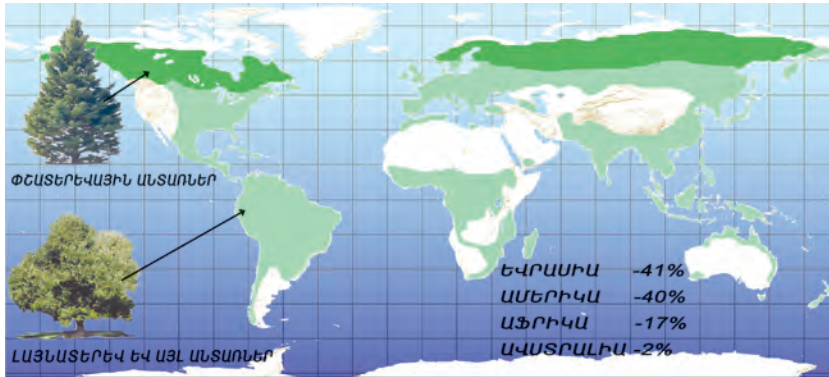 ՓՇԱՏԵՐԵՎԱՅԻՆ ԱՆՏԱՌՆԵՐ
ԼԱՅՆԱՏԵՐԵՎ ԵՎ ԱՅԼ ԱՆՏԱՌՆԵՐ
ԵՎՐԱՍԻԱ -41%
ԱՄԵՐԻԿԱ -40%
ԱՖՐԻԿԱ -17%
ԱՎՍՏՐԱԼԻԱ -2%